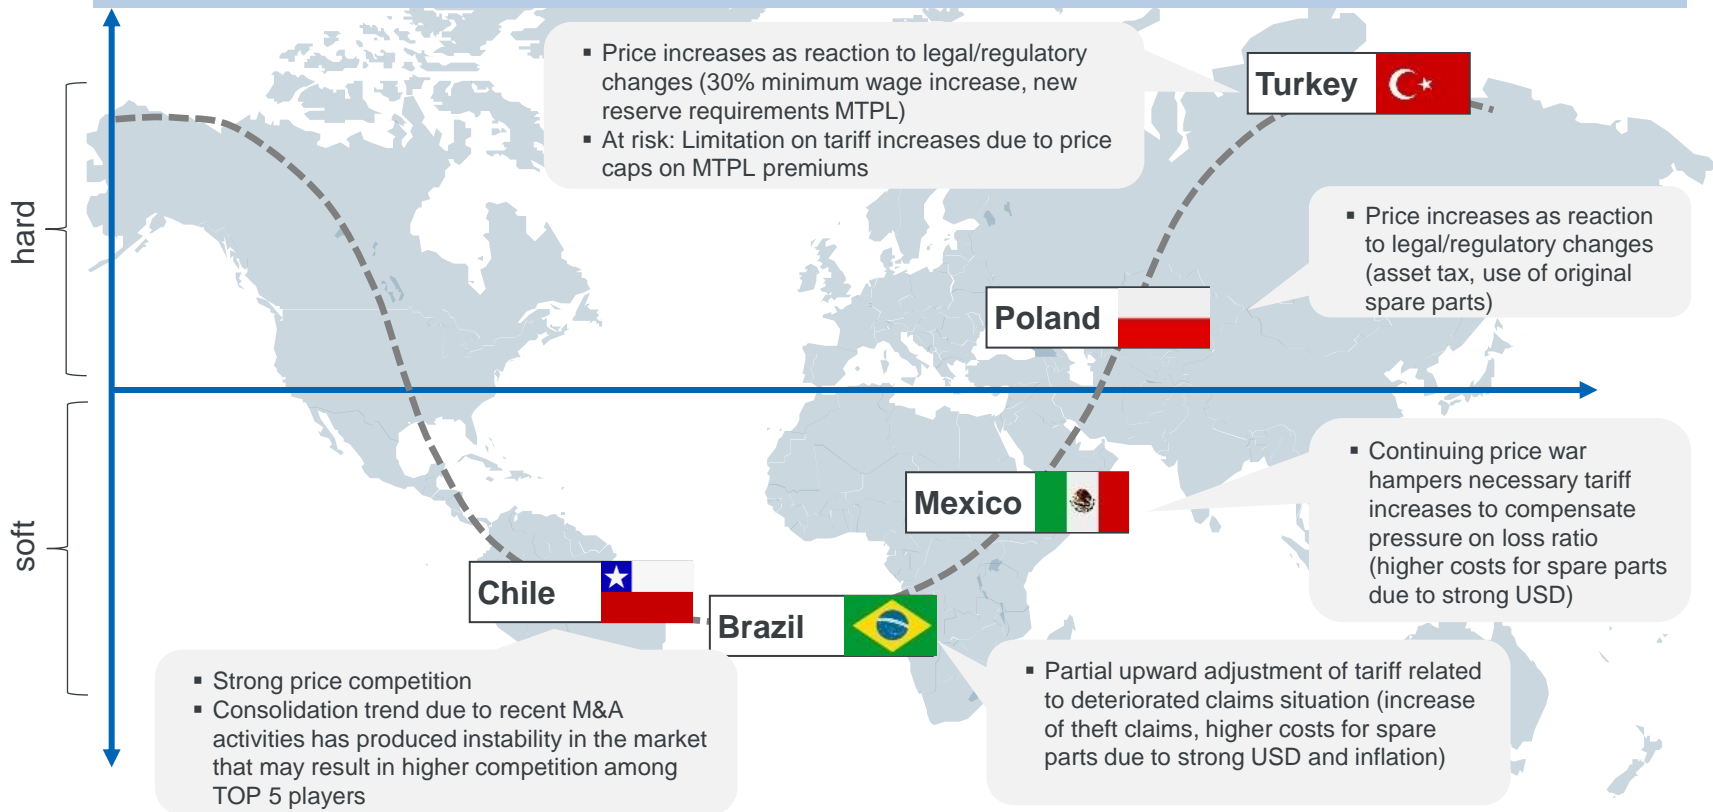 ▪ Price increases as reaction to legal/regulatory
changes (30% minimum wage increase, new
reserve requirements MTPL)
▪ At risk: Limitation on tariff increases due to price
caps on MTPL premiums
Turkey
hard
▪ Price increases as reaction
to legal/regulatory changes
(asset tax, use of original
spare parts)
Poland
▪ Continuing price war
hampers necessary tariff
increases to compensate
pressure on loss ratio
(higher costs for spare parts
due to strong USD)
Mexico
soft
Chile
Brazil
▪ Strong price competition
▪ Consolidation trend due to recent M&A
activities has produced instability in the market
that may result in higher competition among
TOP 5 players
▪ Partial upward adjustment of tariff related
to deteriorated claims situation (increase
of theft claims, higher costs for spare
parts due to strong USD and inflation)